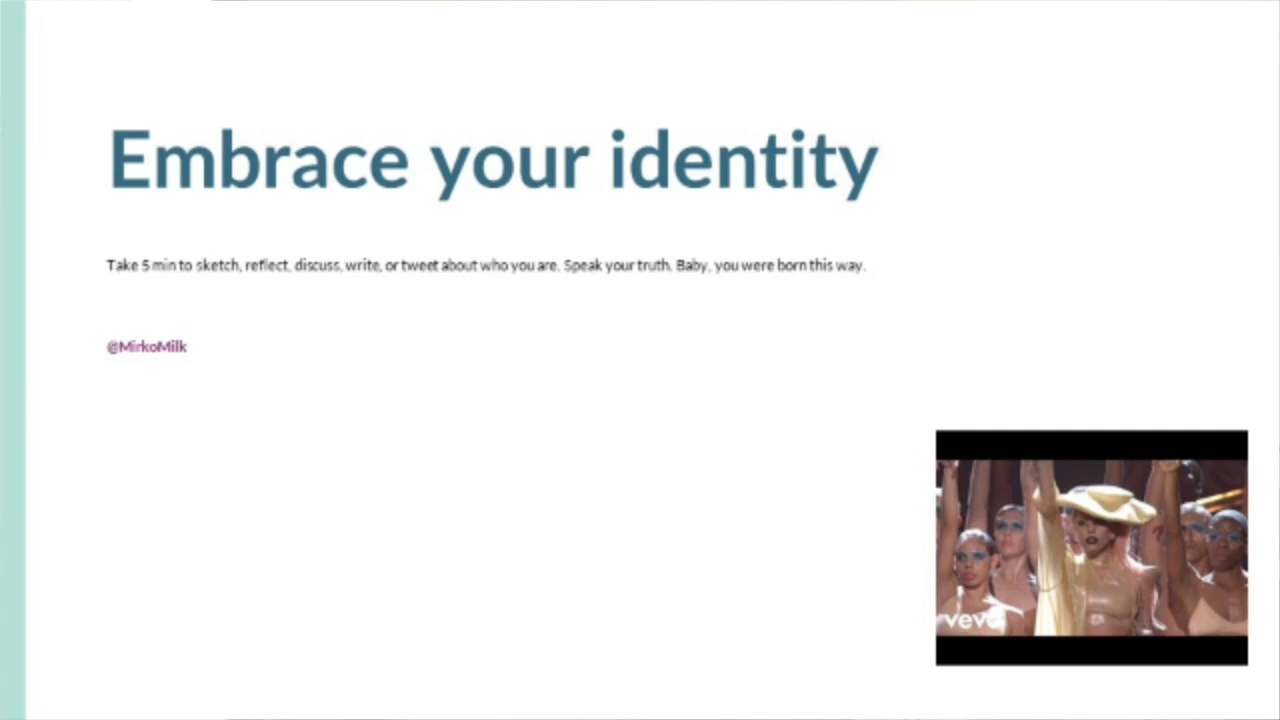 Embrace your identity
Take 5 min to sketch, reflect, discuss, write, or tweet about who you are. Speak your truth. Baby, you were born this way.
@MirkoMilk
vevo